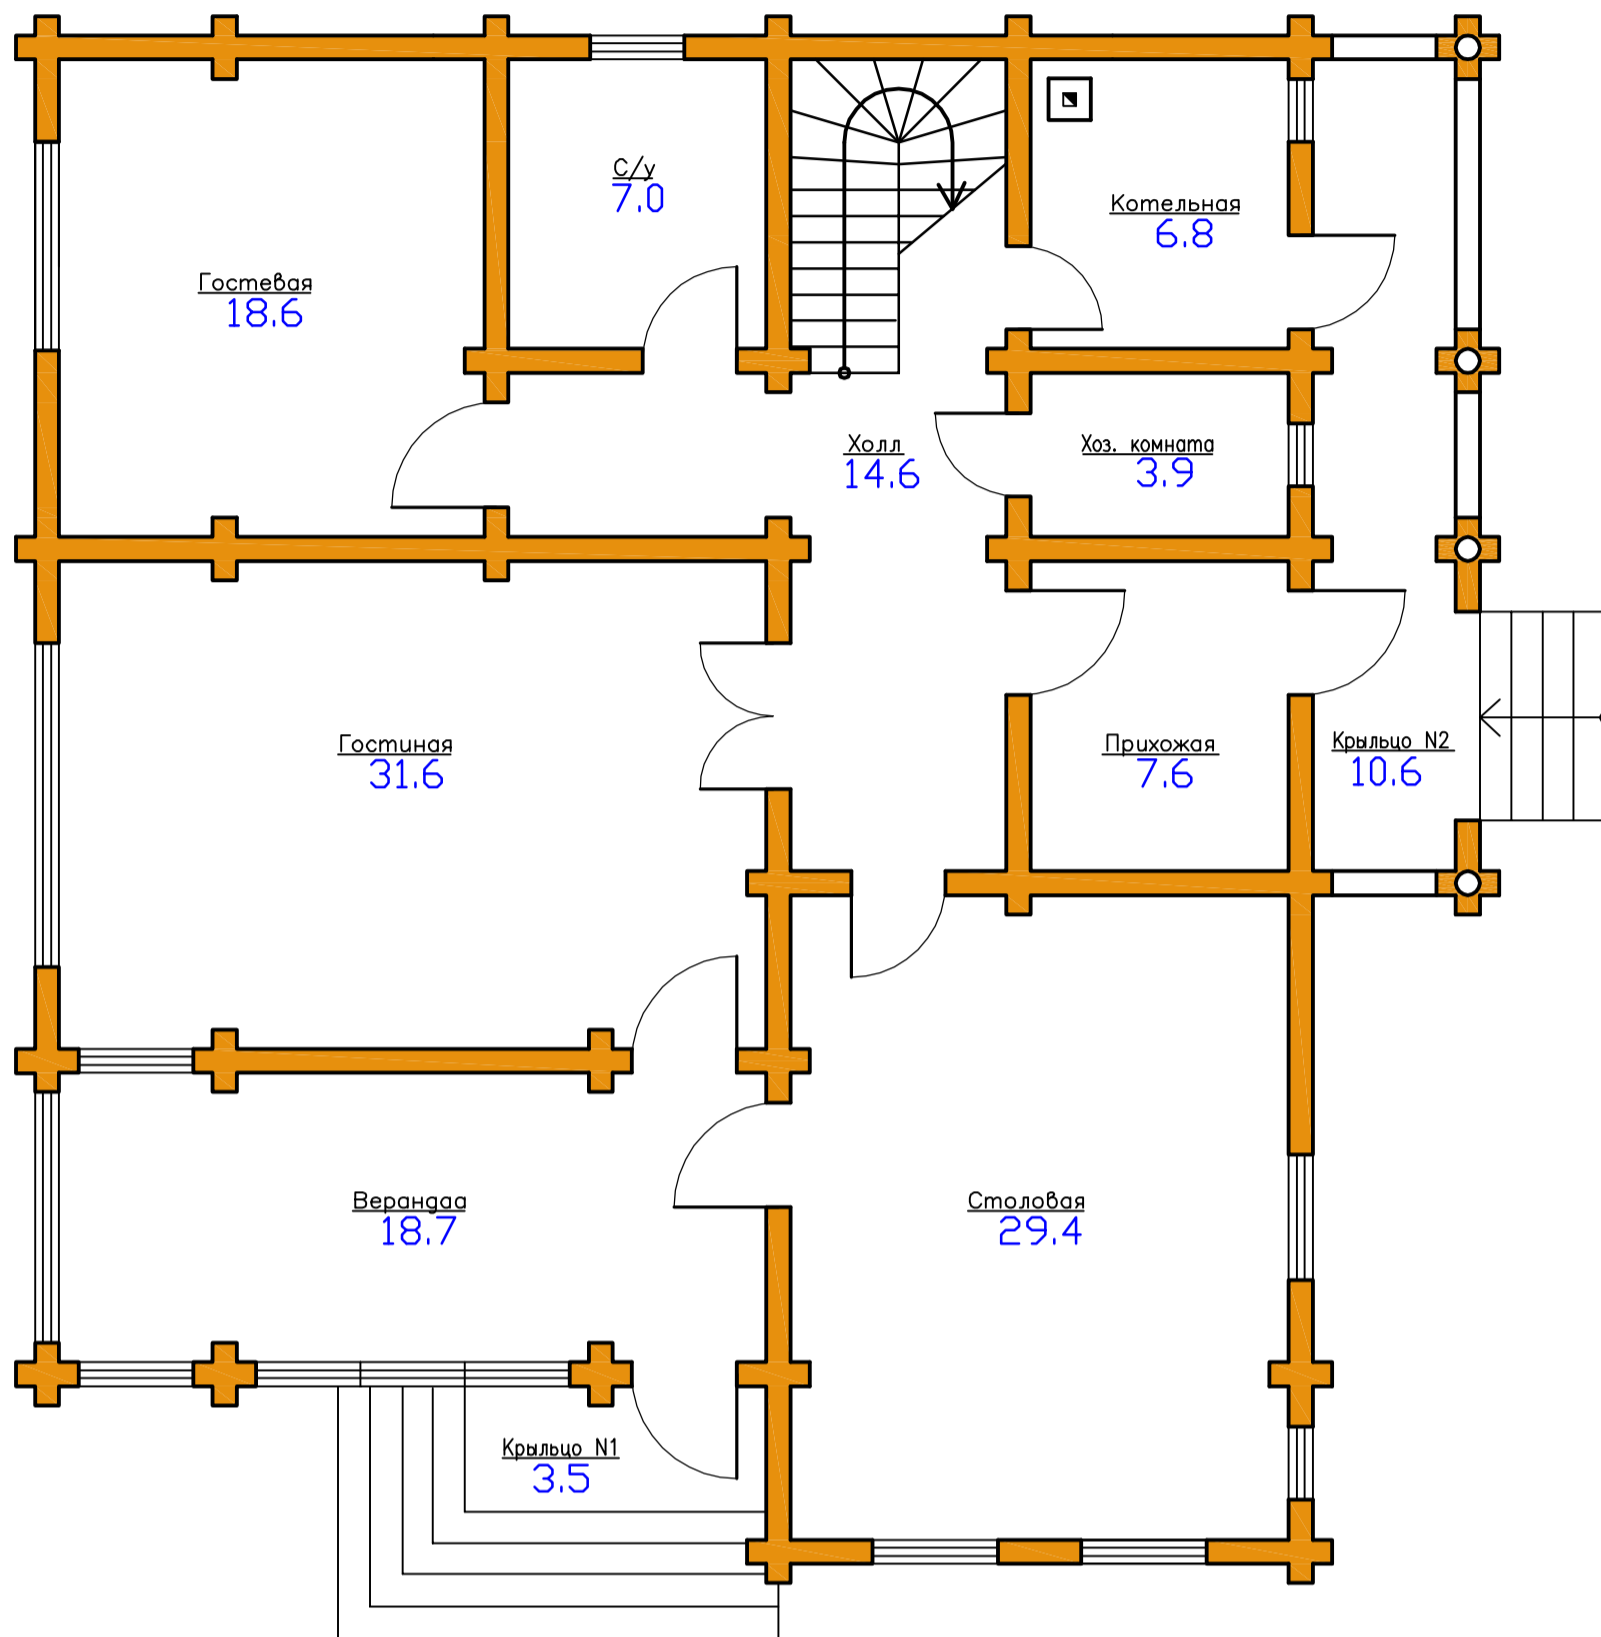 С/у
7.0
Котельная
6.8
Гостевая
18.6
Холл
14.6
Хоз. комната
3.9
Гостиная
31.6
Прихожая
7.6
Крыльцо N2
10.6
Верандаа
18.7
Столовая
29.4
Крыльцо N1
3.5